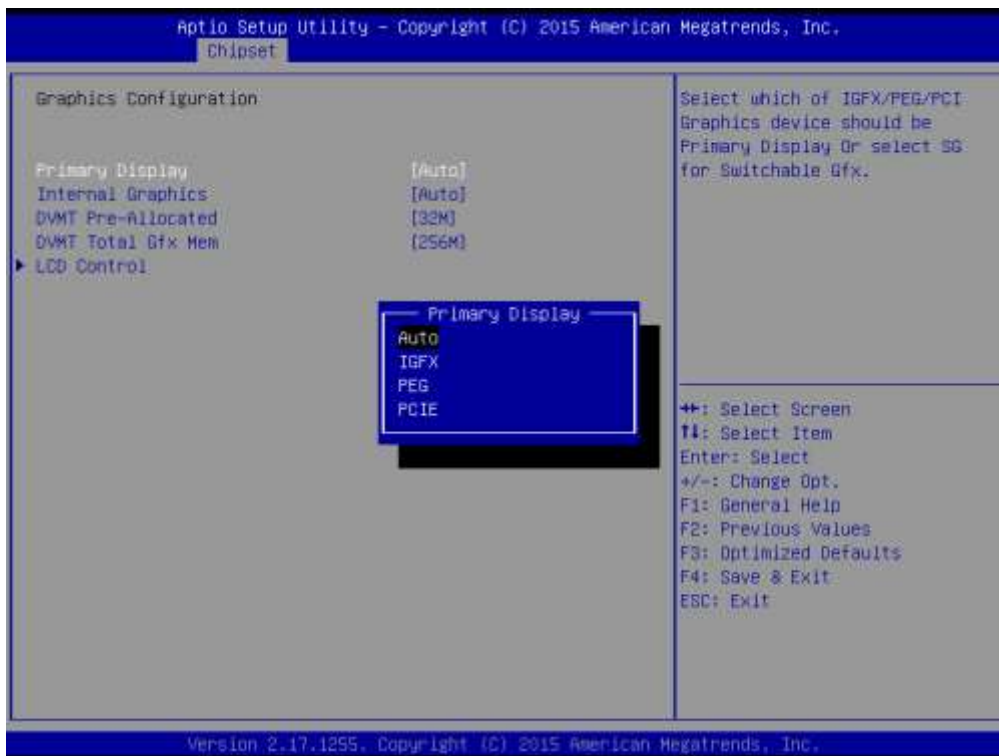 Aptio Setup Utility – Copyright (C) 2015 American Megatrends, Inc.
Chipset
Graphics Configuration
Primary Display [Auto]
Internal Graphics [Auto]
DVMT Pre-Allocated [32M]
DVMT Total Gfx Mem [256M]
LCD Control
Primary Display
Auto
IGFX
PEG
PCIE
Select which of IGFX/PEG/PCI
Graphics device should be
Primary Display Or select SG
for Switchable Gfx.
→←: Select Screen
↑↓: Select Item
Enter: Select
+/-: Change Opt.
F1: General Help
F2: Previous Values
F3: Optimized Defaults
F4: Save & Exit
ESC: Exit
Version 2.17.1255. Copyright (C) 2015 American Megatrends, Inc.